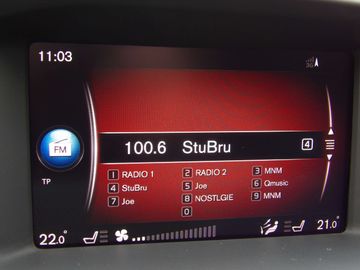 11:03
3G
FM
100.6 StuBru 4
TP
1 RADIO 1 2 RADIO 2 3 MNM
4 StuBru 5 Joe 6 Qmusic
7 Joe 8 NOSTLGIE 9 MNM
0
22.0° 21.0°